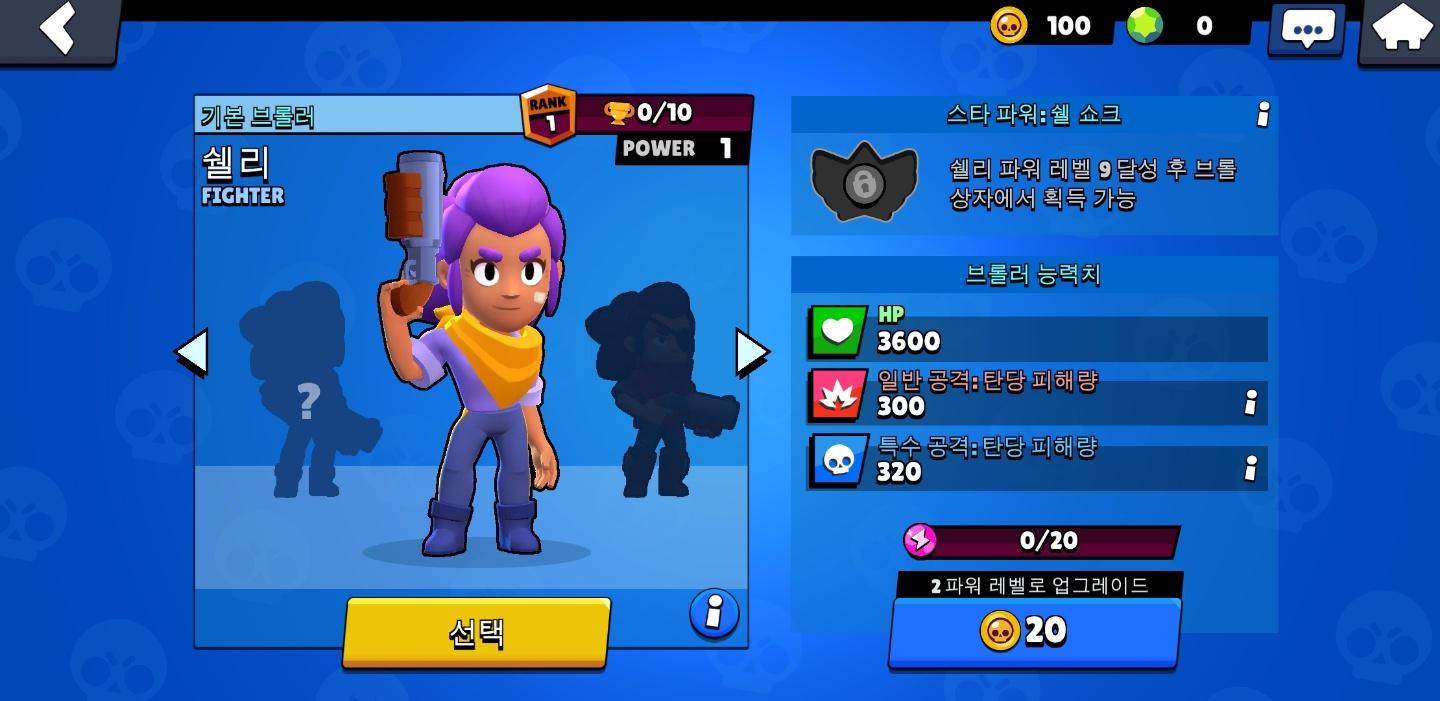 100
0
기본 브롤러
RANK
1
0/10
쉘리
POWER 1
FIGHTER
?
선택
스타 파워: 쉘 쇼크
쉘리 파워 레벨 9 달성 후 브롤
상자에서 획득 가능
브롤러 능력치
HP
3600
일반 공격: 탄당 피해량
300
특수 공격: 탄당 피해량
320
0/20
2 파워 레벨로 업그레이드
20